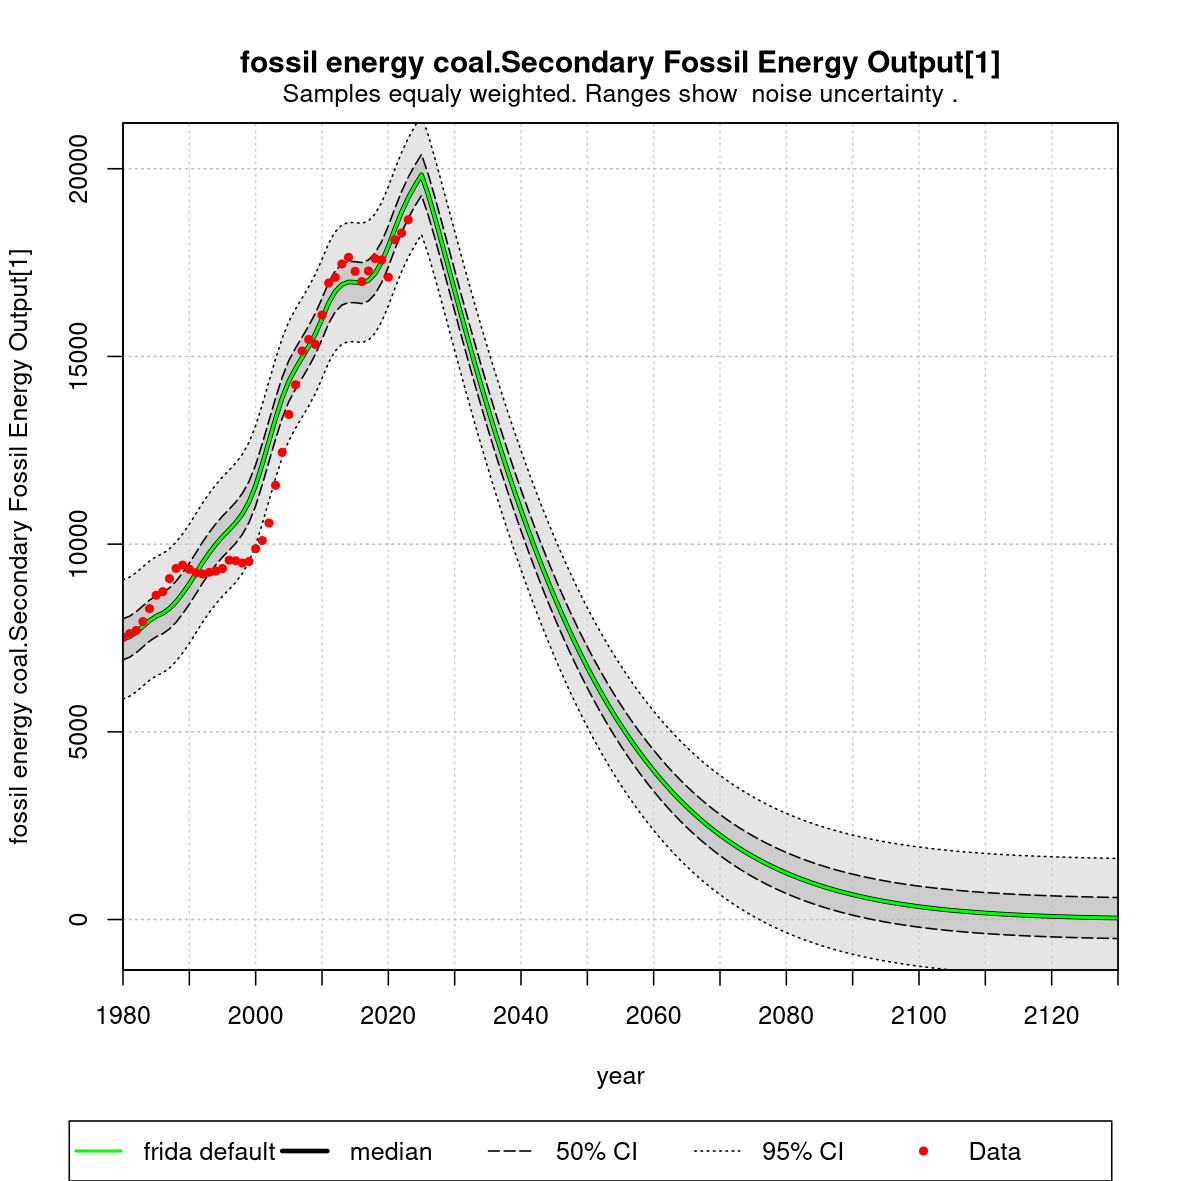 fossil energy coal.Secondary Fossil Energy Output[1]
Samples equaly weighted. Ranges show  noise uncertainty .
fossil energy coal.Secondary Fossil Energy Output[1]
20000
15000
10000
5000
0
1980 2000 2020 2040 2060 2080 2100 2120
year
frida default median 50% CI 95% CI Data